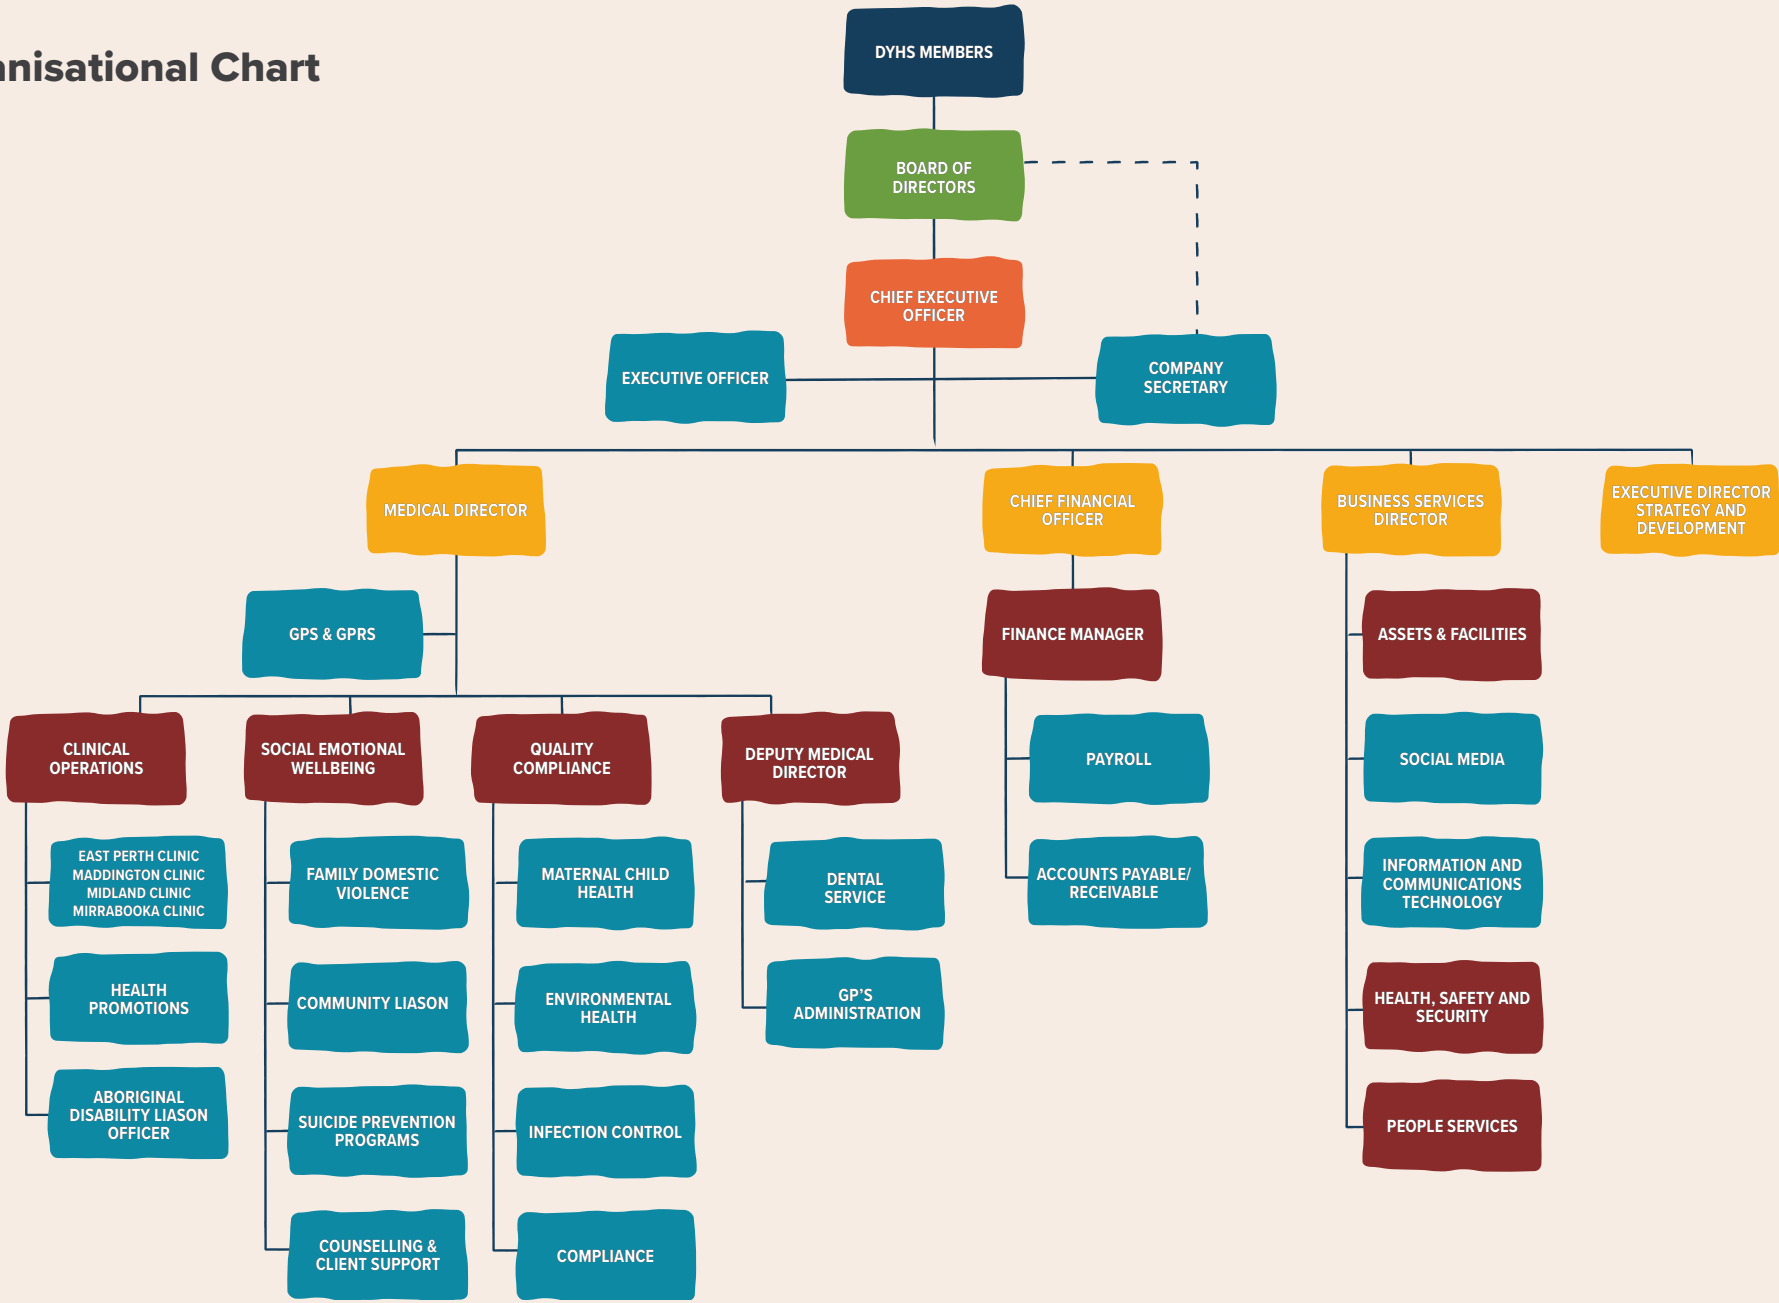 anisational Chart
DYHS MEMBERS
BOARD OF
DIRECTORS
CHIEF EXECUTIVE
OFFICER
EXECUTIVE OFFICER
COMPANY
SECRETARY
MEDICAL DIRECTOR
CHIEF FINANCIAL
OFFICER
BUSINESS SERVICES
DIRECTOR
EXECUTIVE DIRECTOR
STRATEGY AND
DEVELOPMENT
GPS & GPRS
FINANCE MANAGER
ASSETS & FACILITIES
CLINICAL
OPERATIONS
SOCIAL EMOTIONAL
WELLBEING
QUALITY
COMPLIANCE
DEPUTY MEDICAL
DIRECTOR
PAYROLL
SOCIAL MEDIA
EAST PERTH CLINIC
MADDINGTON CLINIC
MIDLAND CLINIC
MIRRABOOKA CLINIC
FAMILY DOMESTIC
VIOLENCE
MATERNAL CHILD
HEALTH
DENTAL
SERVICE
ACCOUNTS PAYABLE/
RECEIVABLE
INFORMATION AND
COMMUNICATIONS
TECHNOLOGY
HEALTH
PROMOTIONS
COMMUNITY LIASON
ENVIRONMENTAL
HEALTH
GP'S
ADMINISTRATION
HEALTH, SAFETY AND
SECURITY
ABORIGINAL
DISABILITY LIASON
OFFICER
SUICIDE PREVENTION
PROGRAMS
INFECTION CONTROL
PEOPLE SERVICES
COUNSELLING &
CLIENT SUPPORT
COMPLIANCE